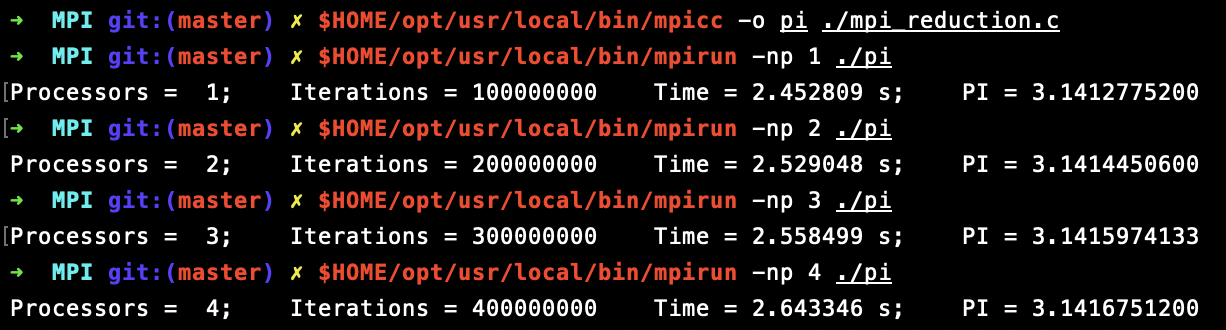 ➜  MPI git:(master) ✗ $HOME/opt/usr/local/bin/mpicc -o pi ./mpi_reduction.c
➜  MPI git:(master) ✗ $HOME/opt/usr/local/bin/mpirun -np 1 ./pi
[Processors =  1;    Iterations = 100000000    Time = 2.452809 s;    PI = 3.1412775200
[➜  MPI git:(master) ✗ $HOME/opt/usr/local/bin/mpirun -np 2 ./pi
Processors =  2;    Iterations = 200000000    Time = 2.529048 s;    PI = 3.1414450600
➜  MPI git:(master) ✗ $HOME/opt/usr/local/bin/mpirun -np 3 ./pi
[Processors =  3;    Iterations = 300000000    Time = 2.558499 s;    PI = 3.1415974133
➜  MPI git:(master) ✗ $HOME/opt/usr/local/bin/mpirun -np 4 ./pi
Processors =  4;    Iterations = 400000000    Time = 2.643346 s;    PI = 3.1416751200